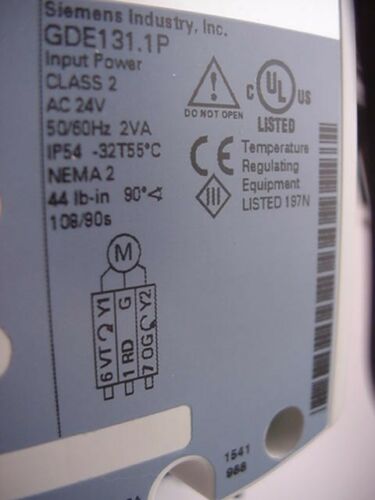 Siemens Industry, Inc.
GDE131.1P
Input Power
CLASS 2
AC 24V
50/60Hz 2VA
IP54 -32T55°C
NEMA 2
44 lb-in 90°
108/90s
DO NOT OPEN
C UL US
LISTED
CE
Temperature
Regulating
Equipment
LISTED 197N
III
M
6 VT Y1
1 RD G
7 OG Y2
1541